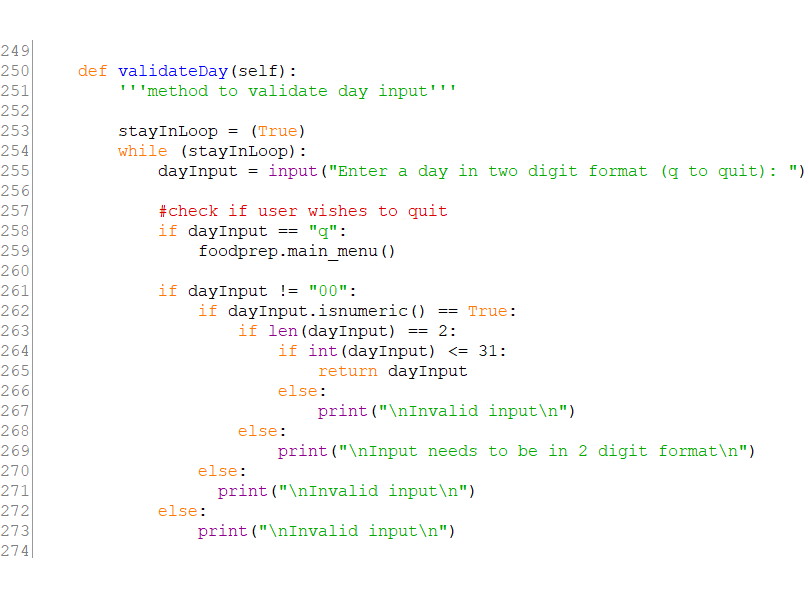 249
250     def validateDay(self):
251         '''method to validate day input'''
252
253         stayInLoop = (True)
254         while (stayInLoop):
255             dayInput = input("Enter a day in two digit format (q to quit): ")
256
257             #check if user wishes to quit
258             if dayInput == "q":
259                 foodprep.main_menu()
260
261             if dayInput != "00":
262                 if dayInput.isnumeric() == True:
263                     if len(dayInput) == 2:
264                         if int(dayInput) <= 31:
265                             return dayInput
266                         else:
267                             print("\nInvalid input\n")
268                     else:
269                         print("\nInput needs to be in 2 digit format\n")
270                 else:
271                   print("\nInvalid input\n")
272             else:
273                 print("\nInvalid input\n")
274